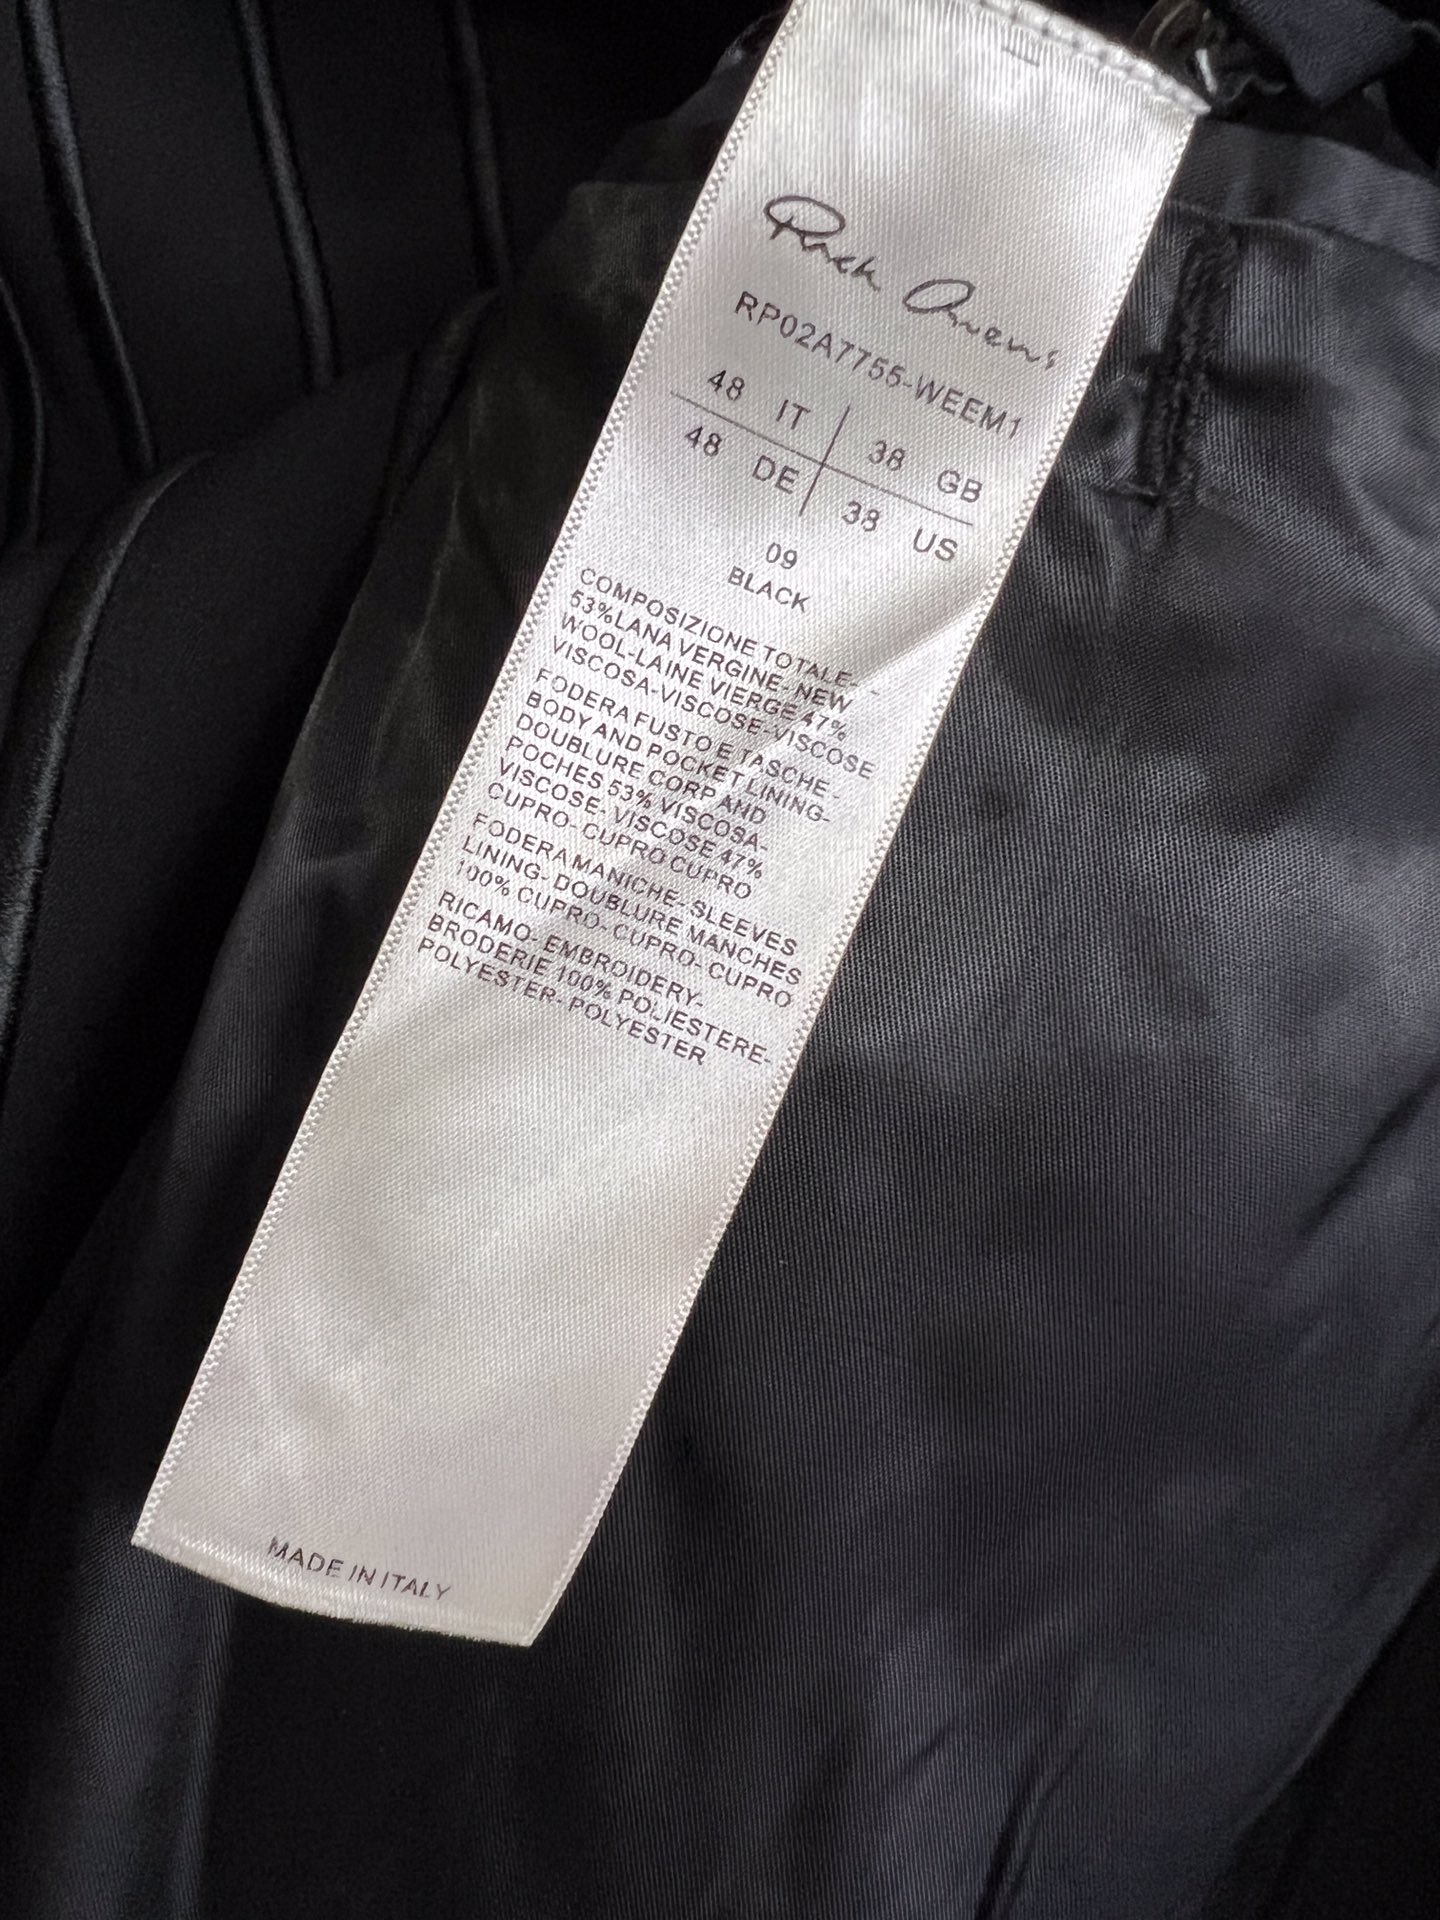 Rick Owens
RP02A7755-WEEM1
48 IT 38 GB
48 DE 38 US
09
BLACK
COMPOSIZIONE TOTALE- -
53%LANA VERGINE- NEW
WOOL-LAINE VIERGE 47%
VISCOSA-VISCOSE-VISCOSE
FODERA FUSTO E TASCHE-
BODY AND POCKET LINING-
DOUBLURE CORP AND
POCHES 53% VISCOSA-
VISCOSE- VISCOSE 47%
CUPRO- CUPRO CUPRO
FODERA MANICHE- SLEEVES
LINING- DOUBLURE MANCHES
100% CUPRO- CUPRO- CUPRO
RICAMO- EMBROIDERY-
BRODERIE 100% POLIESTERE-
POLYESTER- POLYESTER
MADE IN ITALY